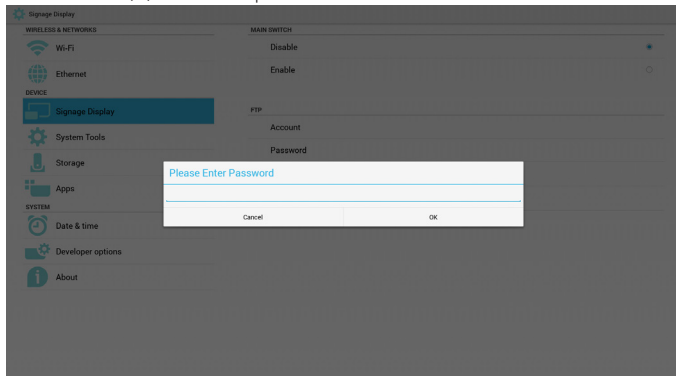 Signage Display
WIRELESS & NETWORKS
Wi-Fi
Ethernet
DEVICE
Signage Display
System Tools
Storage
Apps
SYSTEM
Date & time
Developer options
About
MAIN SWITCH
Disable
Enable
FTP
Account
Password
Please Enter Password
Cancel
OK